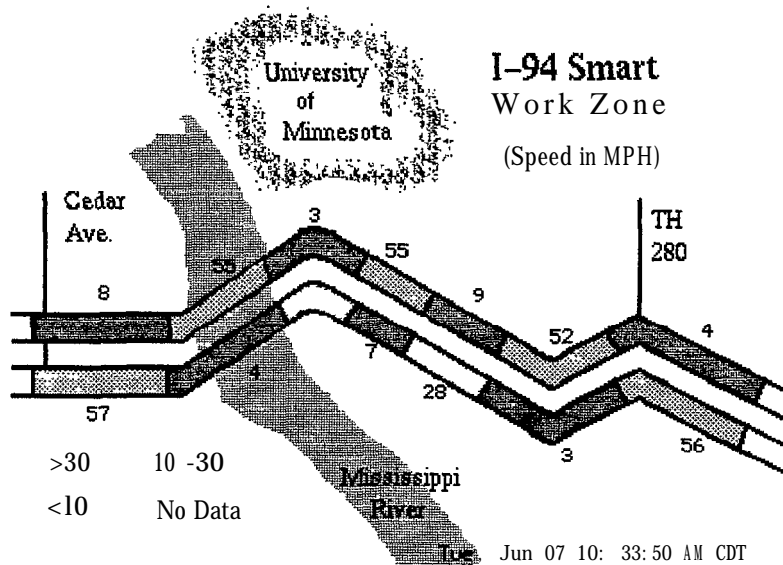 University
of
Minnesota
I-94 Smart
Work Zone
(Speed in MPH)
Cedar
Ave.
TH
280
3
55
55
8
9
52
4
57
4
7
28
3
56
>30 10 -30
<10 No Data
Mississippi
River
Tue Jun 07 10: 33:50 AM CDT